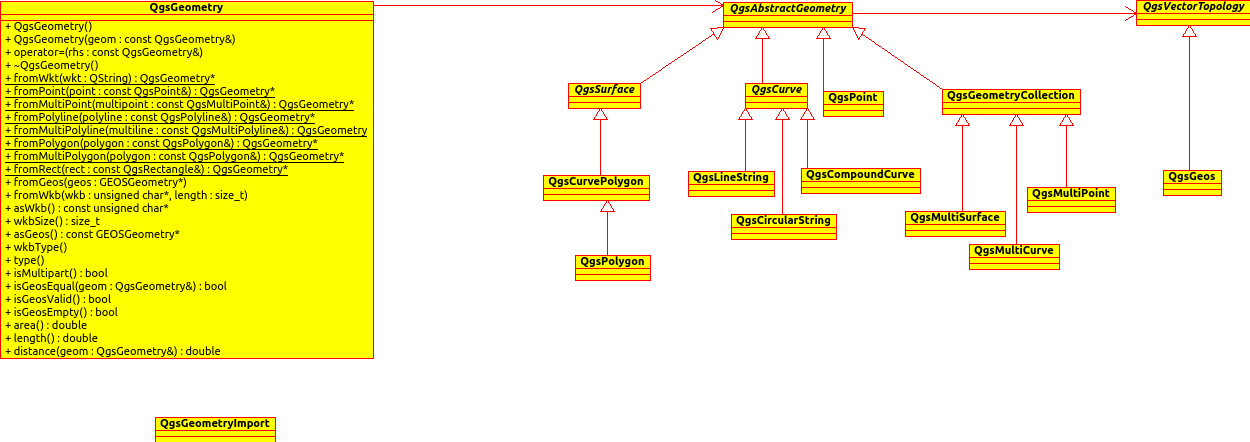 QgsGeometry
+ QgsGeometry()
+ QgsGeometry(geom : const QgsGeometry&)
+ operator=(rhs : const QgsGeometry&)
+ ~QgsGeometry()
+ fromWkt(wkt : QString) : QgsGeometry*
+ fromPoint(point : const QgsPoint&) : QgsGeometry*
+ fromMultiPoint(multipoint : const QgsMultiPoint&) : QgsGeometry*
+ fromPolyline(polyline : const QgsPolyline&) : QgsGeometry*
+ fromMultiPolyline(multiline : const QgsMultiPolyline&) : QgsGeometry
+ fromPolygon(polygon : const QgsPolygon&) : QgsGeometry*
+ fromMultiPolygon(polygon : const QgsPolygon&) : QgsGeometry*
+ fromRect(rect : const QgsRectangle&) : QgsGeometry*
+ fromGeos(geos : GEOSGeometry*)
+ fromWkb(wkb : unsigned char*, length : size_t)
+ asWkb() : const unsigned char*
+ wkbSize() : size_t
+ asGeos() : const GEOSGeometry*
+ wkbType()
+ type()
+ isMultipart() : bool
+ isGeosEqual(geom : QgsGeometry&) : bool
+ isGeosValid() : bool
+ isGeosEmpty() : bool
+ area() : double
+ length() : double
+ distance(geom : QgsGeometry&) : double
QgsAbstractGeometry
QgsVectorTopology
QgsSurface
QgsCurve
QgsPoint
QgsGeometryCollection
QgsCurvePolygon
QgsLineString
QgsCompoundCurve
QgsGeos
QgsMultiPoint
QgsCircularString
QgsMultiSurface
QgsMultiCurve
QgsPolygon
QgsGeometryImport